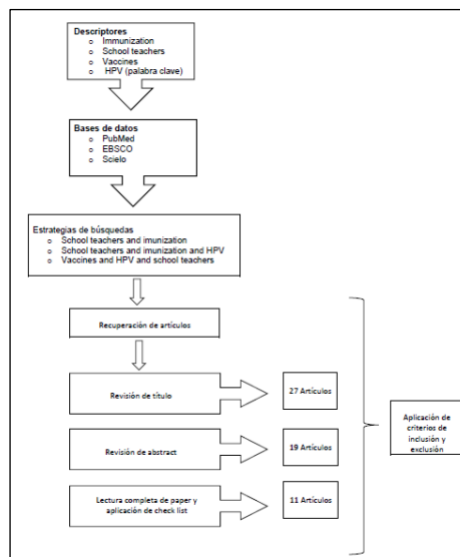 Descriptores
o Immunization
o School teachers
o Vaccines
o HPV (palabra clave)
Bases de datos
o PubMed
o EBSCO
o Scielo
Estrategias de búsquedas
o School teachers and imunization
o School teachers and imunization and HPV
o Vaccines and HPV and school teachers
Recuperación de artículos
Revisión de título
27 Artículos
Revisión de abstract
19 Artículos
Lectura completa de paper y
aplicación de check list
11 Artículos
Aplicación de
criterios de
inclusión y
exclusión